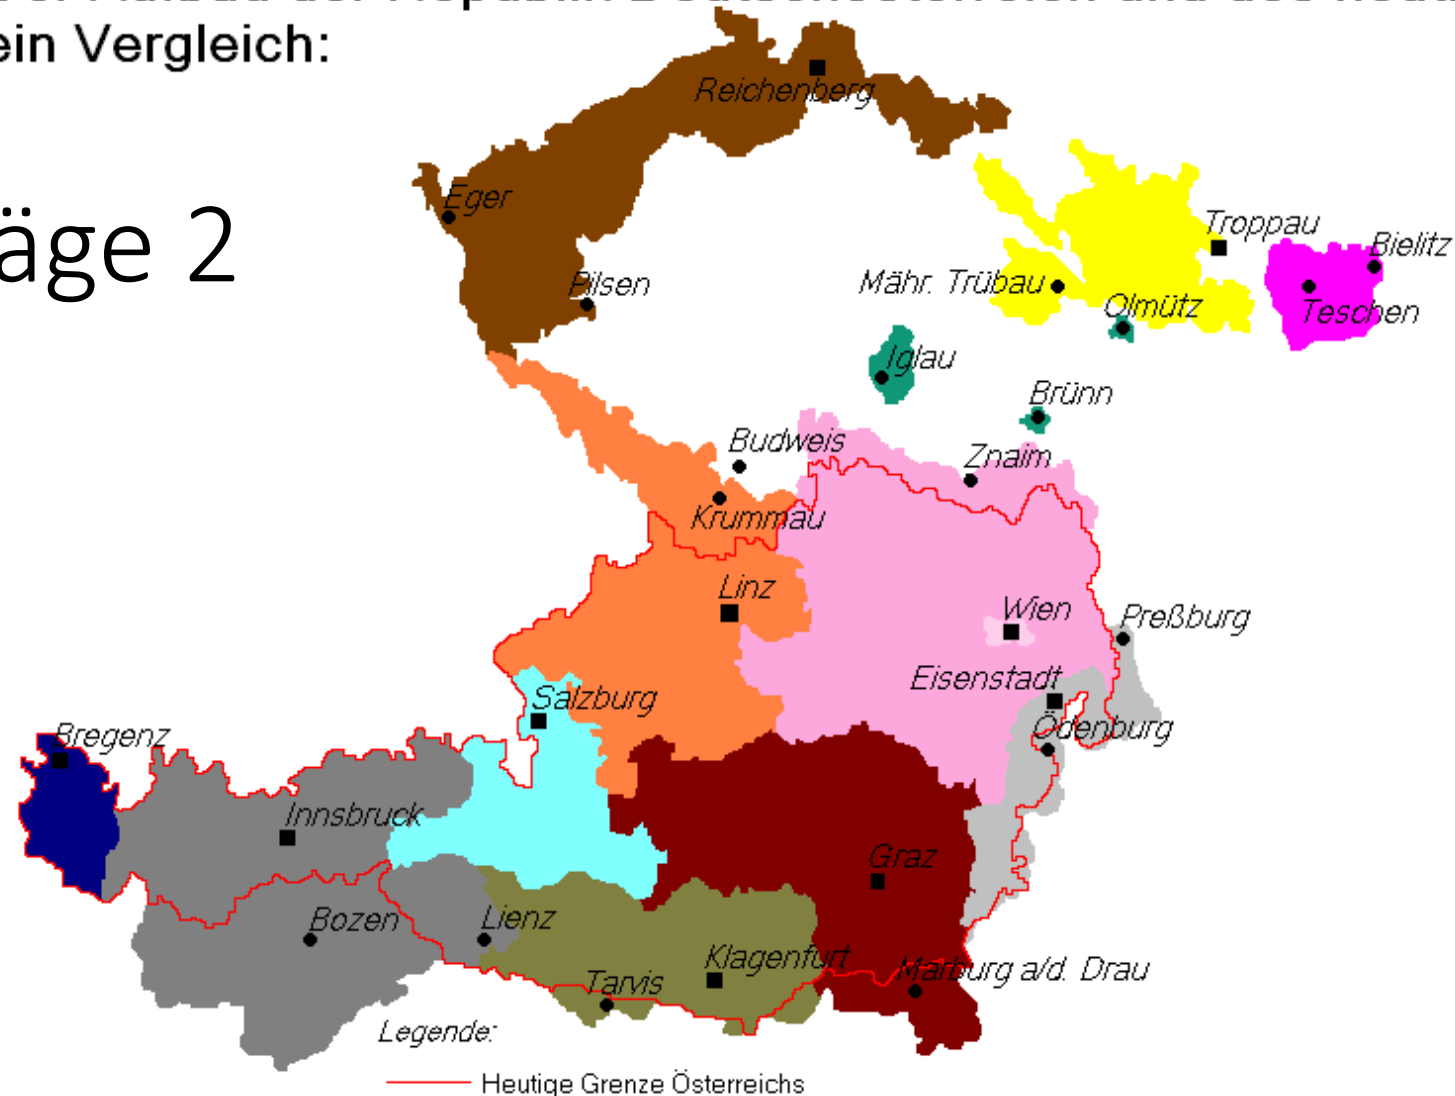 ein Vergleich:
äge 2
Reichenberg
Eger
Pilsen
Troppau
Bielitz
Mähr. Trübau
Olmütz
Teschen
Iglau
Brünn
Budweis
Znaim
Krummau
Linz
Wien
Preßburg
Eisenstadt
Salzburg
Ödenburg
Bregenz
Innsbruck
Graz
Bozen
Lienz
Klagenfurt
Tarvis
Marburg a/d. Drau
Legende:
Heutige Grenze Österreichs